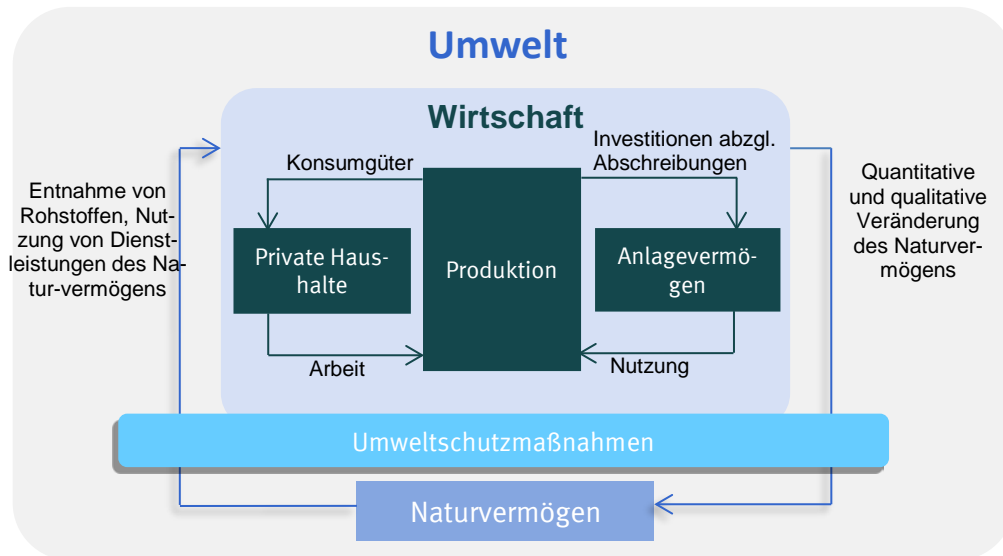 Umwelt
Wirtschaft
Entnahme von
Rohstoffen, Nut-
zung von Dienst-
leistungen des Na-
tur-vermögens
Konsumgüter
Investitionen abzgl.
Abschreibungen
Quantitative
und qualitative
Veränderung
des Naturver-
mögens
Private Haus-
halte
Produktion
Anlagevermö-
gen
Arbeit
Nutzung
Umweltschutzmaßnahmen
Naturvermögen